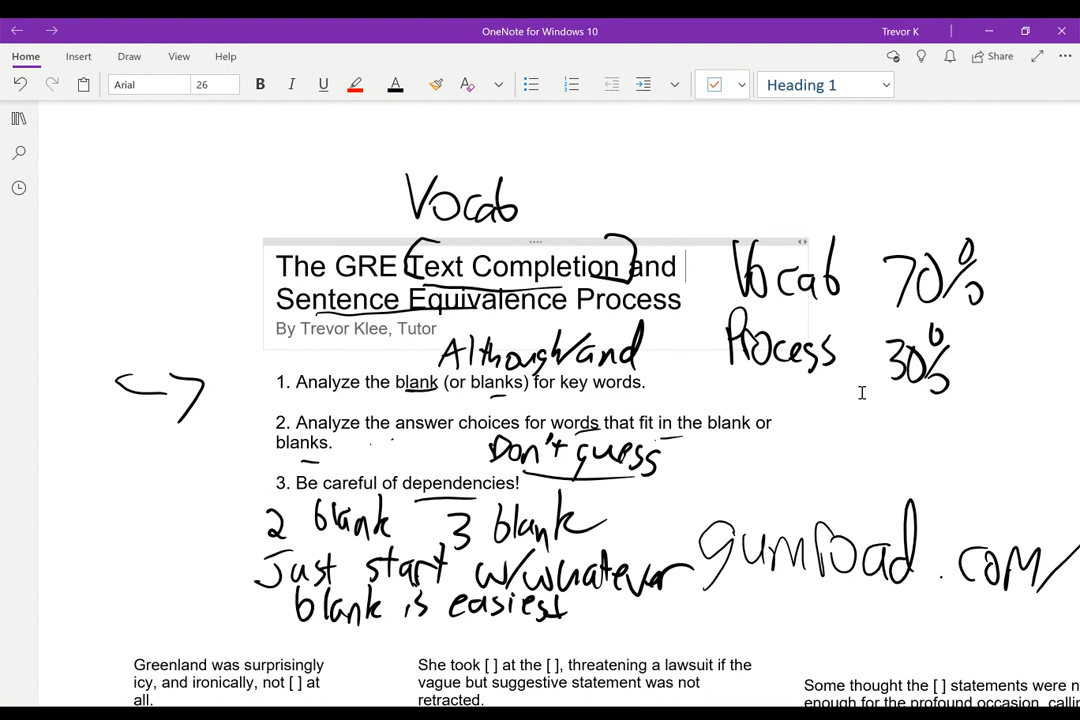 OneNote for Windows 10
Trevor K
Home Insert Draw View Help
Share
Arial 26 B I U A Heading 1
Vocab
The GRE Text Completion and
Sentence Equivalence Process
By Trevor Klee, Tutor
Vocab 70%
Process 30%
Although/and
1. Analyze the blank (or blanks) for key words.
2. Analyze the answer choices for words that fit in the blank or
blanks.
Don't guess
3. Be careful of dependencies!
2 blank 3 blank
Just start w/whatever
blank is easiest
gumroad.com/
Greenland was surprisingly
icy, and ironically, not [ ] at
all.
She took [ ] at the [ ], threatening a lawsuit if the
vague but suggestive statement was not
retracted.
Some thought the [ ] statements were n
enough for the profound occasion, calli